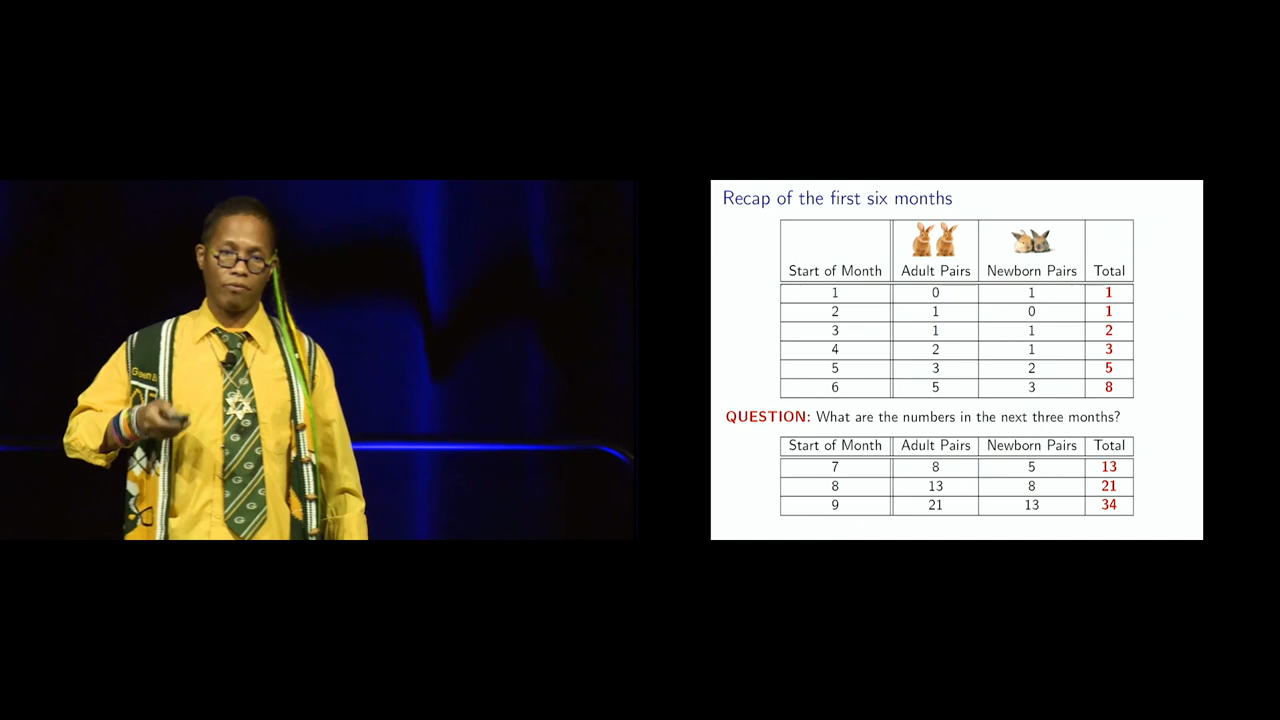 Recap of the first six months
Start of Month Adult Pairs Newborn Pairs Total
1 0 1 1
2 1 0 1
3 1 1 2
4 2 1 3
5 3 2 5
6 5 3 8
QUESTION: What are the numbers in the next three months?
Start of Month Adult Pairs Newborn Pairs Total
7 8 5 13
8 13 8 21
9 21 13 34
Green
G